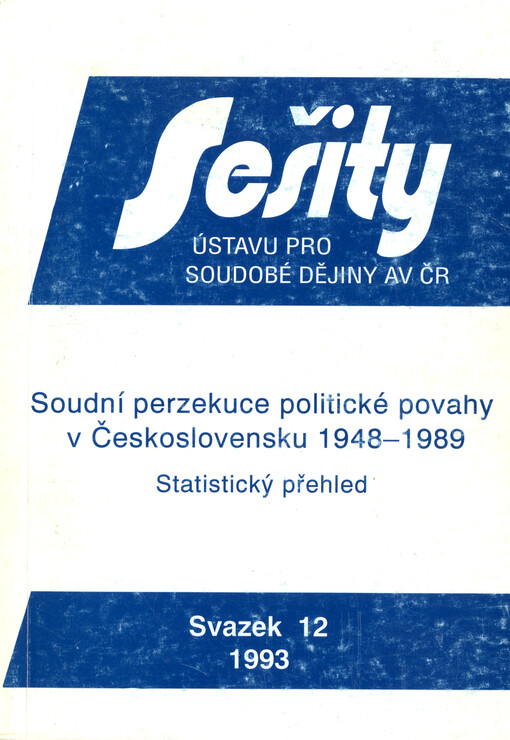 Sešity
ÚSTAVU PRO
SOUDOBÉ DĚJINY AV ČR
Soudní perzekuce politické povahy
v Československu 1948–1989
Statistický přehled
Svazek 12
1993